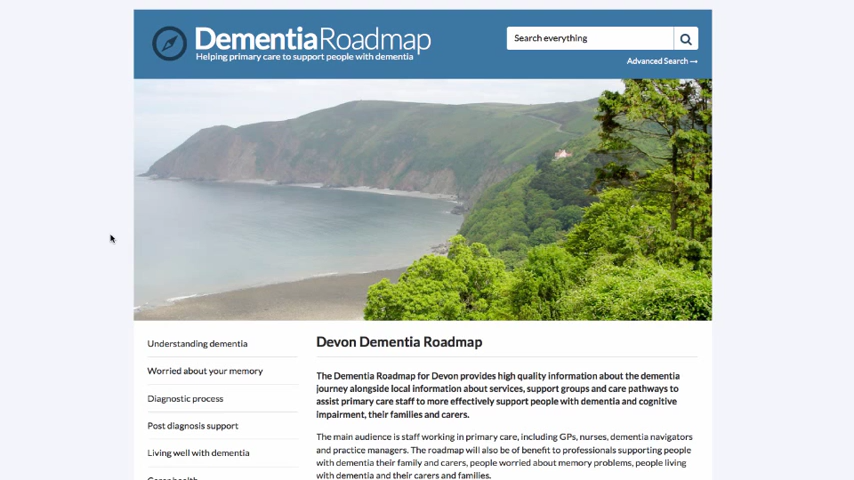 DementiaRoadmap
Helping primary care to support people with dementia
Search everything
Advanced Search →
Understanding dementia
Worried about your memory
Diagnostic process
Post diagnosis support
Living well with dementia
Devon Dementia Roadmap
The Dementia Roadmap for Devon provides high quality information about the dementia
journey alongside local information about services, support groups and care pathways to
assist primary care staff to more effectively support people with dementia and cognitive
impairment, their families and carers.
The main audience is staff working in primary care, including GPs, nurses, dementia navigators
and practice managers. The roadmap will also be of benefit to professionals supporting people
with dementia their family and carers, people worried about memory problems, people living
with dementia and their carers and families.